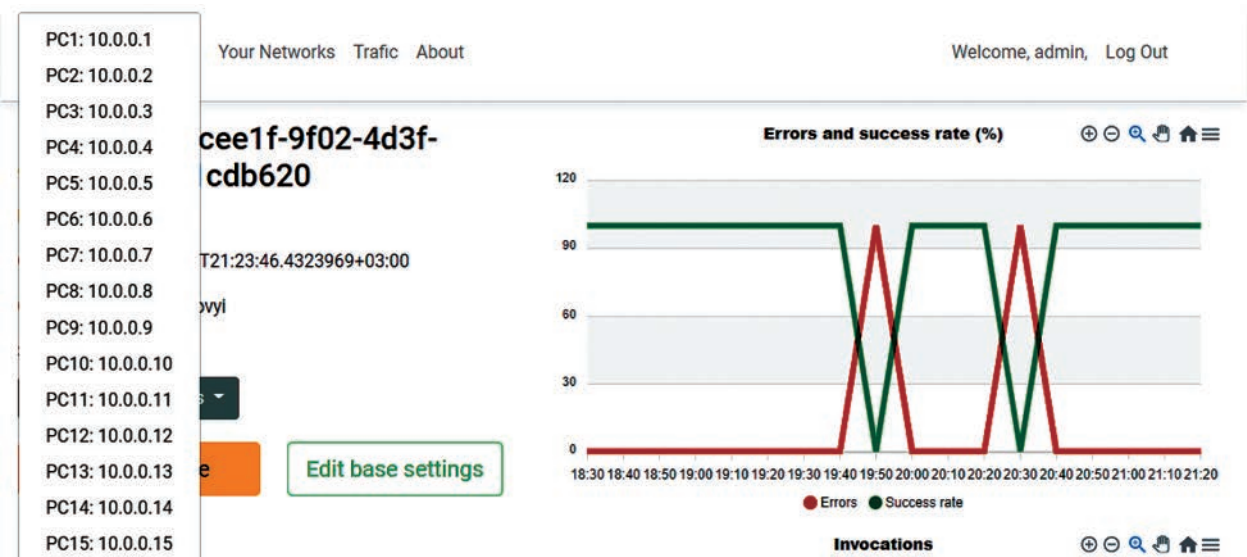 PC1: 10.0.0.1
PC2: 10.0.0.2
PC3: 10.0.0.3
PC4: 10.0.0.4
PC5: 10.0.0.5
PC6: 10.0.0.6
PC7: 10.0.0.7
PC8: 10.0.0.8
PC9: 10.0.0.9
PC10: 10.0.0.10
PC11: 10.0.0.11
PC12: 10.0.0.12
PC13: 10.0.0.13
PC14: 10.0.0.14
PC15: 10.0.0.15
Your Networks Trafic About
Welcome, admin, Log Out
cee1f-9f02-4d3f-
cdb620
T21:23:46.4323969+03:00
ovyi
s
e
Edit base settings
Errors and success rate (%)
120
90
60
30
0
18:30 18:40 18:50 19:00 19:10 19:20 19:30 19:40 19:50 20:00 20:10 20:20 20:30 20:40 20:50 21:00 21:10 21:20
Errors Success rate
Invocations